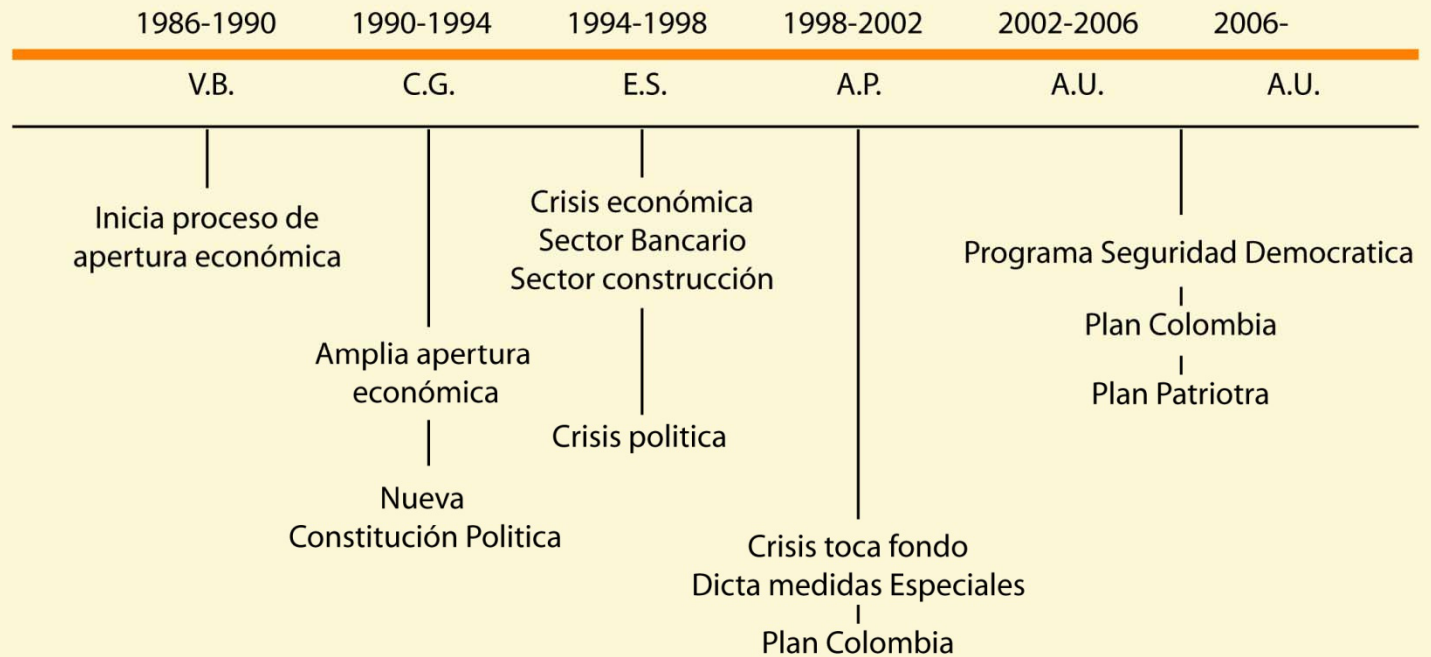 1986-1990 1990-1994 1994-1998 1998-2002 2002-2006 2006-
V.B. C.G. E.S. A.P. A.U. A.U.
Inicia proceso de
apertura económica
Amplia apertura
económica
Nueva
Constitución Politica
Crisis económica
Sector Bancario
Sector construcción
Crisis politica
Crisis toca fondo
Dicta medidas Especiales
Plan Colombia
Programa Seguridad Democratica
Plan Colombia
Plan Patriotra